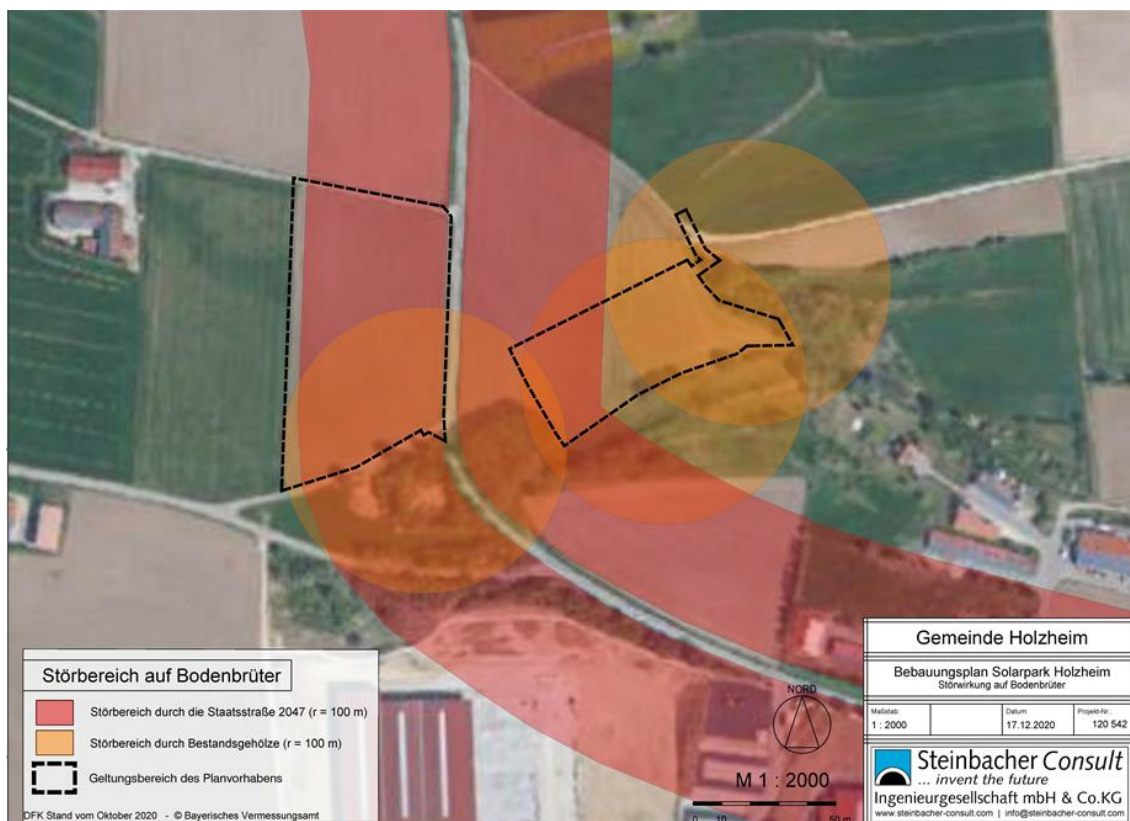 Störbereich auf Bodenbrüter
Störbereich durch die Staatsstraße 2047 (r = 100 m)
Störbereich durch Bestandsgehölze (r = 100 m)
Geltungsbereich des Planvorhabens
DFK Stand vom Oktober 2020 - © Bayerisches Vermessungsamt
NORD
M 1 : 2000
0 10 50 m
Gemeinde Holzheim
Bebauungsplan Solarpark Holzheim
Störwirkung auf Bodenbrüter
Maßstab: Datum: Projekt-Nr.:
1 : 2000 17.12.2020 120 542
Steinbacher Consult
... invent the future
Ingenieurgesellschaft mbH & Co.KG
www.steinbacher-consult.com | info@steinbacher-consult.com